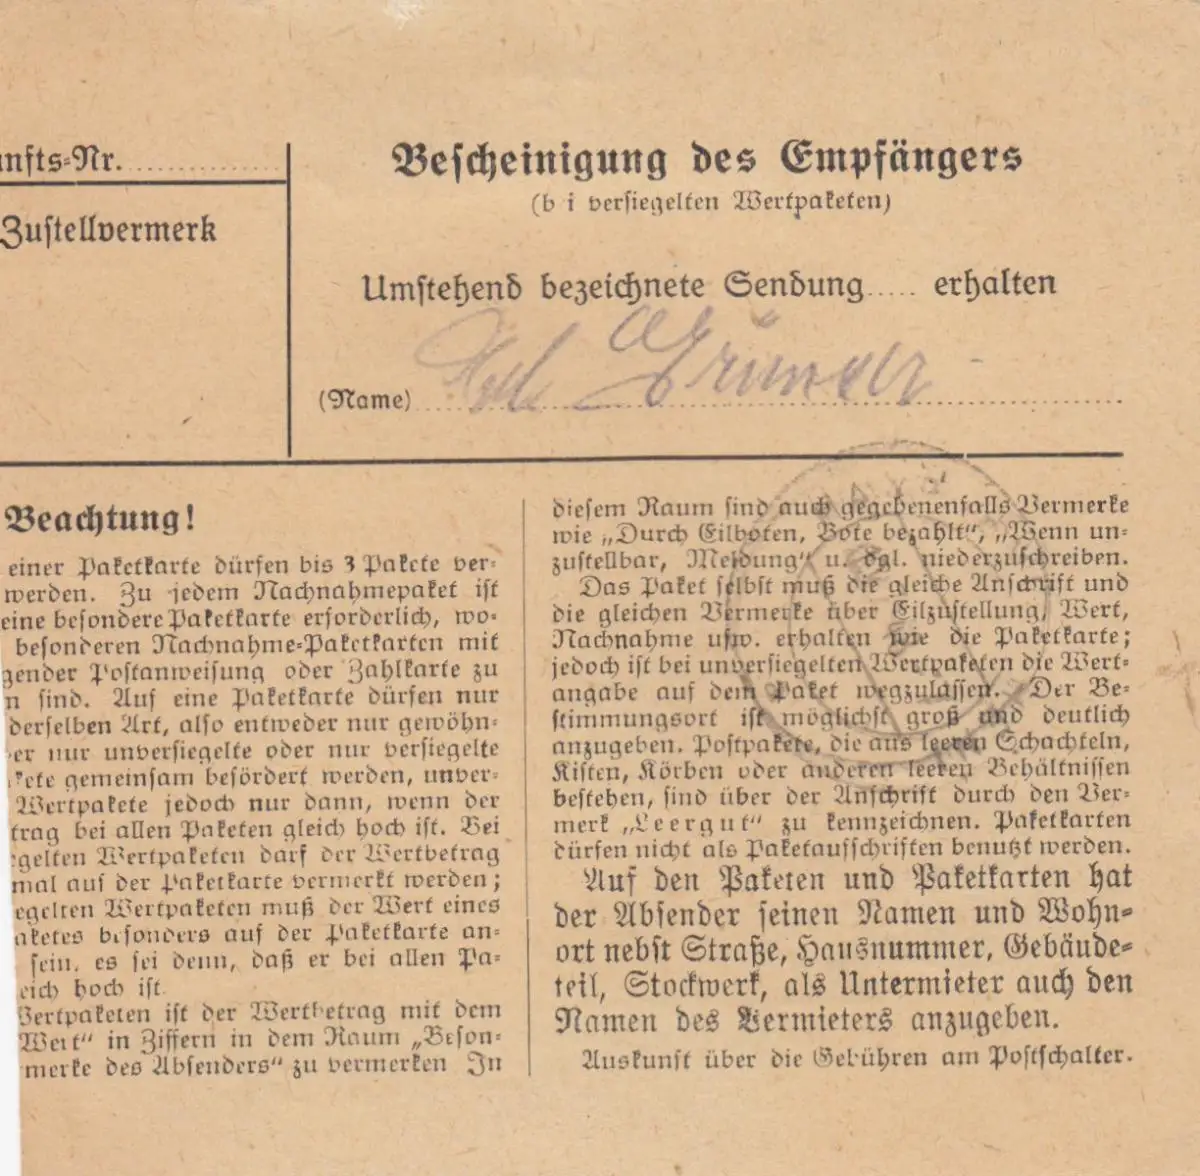 nfts-Nr.
Zustellvermerk
Bescheinigung des Empfängers
(b i versiegelten Wertpaketen)
Umstehend bezeichnete Sendung..... erhalten
(Name)
Beachtung!
einer Paketkarte dürfen bis 3 Pakete ver-
werden. Zu jedem Nachnahmepaket ist
eine besondere Paketkarte erforderlich, wo-
besonderen Nachnahme-Paketkarten mit
gender Postanweisung oder Zahlkarte zu
n sind. Auf eine Paketkarte dürfen nur
derselben Art, also entweder nur gewöhn-
er nur unversiegelte oder nur versiegelte
kete gemeinsam befördert werden, unver-
Wertpakete jedoch nur dann, wenn der
trag bei allen Paketen gleich hoch ist. Bei
gelten Wertpaketen darf der Wertbetrag
mal auf der Paketkarte vermerkt werden;
egelten Wertpaketen muß der Wert eines
aketes besonders auf der Paketkarte an-
sein, es sei denn, daß er bei allen Pa-
eich hoch ist.
Wertpaketen ist der Wertbetrag mit dem
Wert" in Ziffern in dem Raum „Beson-
merke des Absenders" zu vermerken In
diesem Raum sind auch gegebenenfalls Vermerke
wie „Durch Eilboten, Bote bezahlt", „Wenn un-
zustellbar, Meldung" u. dgl. niederzuschreiben.
Das Paket selbst muß die gleiche Anschrift und
die gleichen Vermerke über Eilzustellung, Wert,
Nachnahme usw. erhalten wie die Paketkarte;
jedoch ist bei unversiegelten Wertpaketen die Wert-
angabe auf dem Paket wegzulassen. Der Be-
stimmungsort ist möglichst groß und deutlich
anzugeben. Postpakete, die aus leeren Schachteln,
Kisten, Körben oder anderen leeren Behältnissen
bestehen, sind über der Anschrift durch den Ver-
merk „Leergut" zu kennzeichnen. Paketkarten
dürfen nicht als Paketaufschriften benutzt werden.
Auf den Paketen und Paketkarten hat
der Absender seinen Namen und Wohn-
ort nebst Straße, Hausnummer, Gebäude-
teil, Stockwerk, als Untermieter auch den
Namen des Vermieters anzugeben.
Auskunft über die Gebühren am Postschalter.